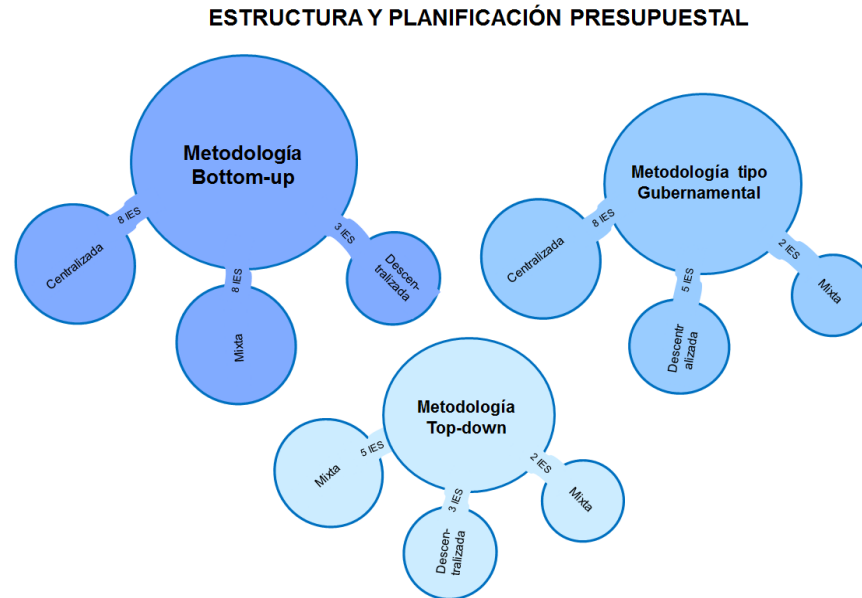 ESTRUCTURA Y PLANIFICACIÓN PRESUPUESTAL
Metodología
Bottom-up
8 IES
Centralizada
8 IES
Mixta
3 IES
Descen-
tralizada
Metodología tipo
Gubernamental
8 IES
Centralizada
5 IES
Descentr
alizada
2 IES
Mixta
Metodología
Top-down
5 IES
Mixta
3 IES
Descen-
tralizada
2 IES
Mixta